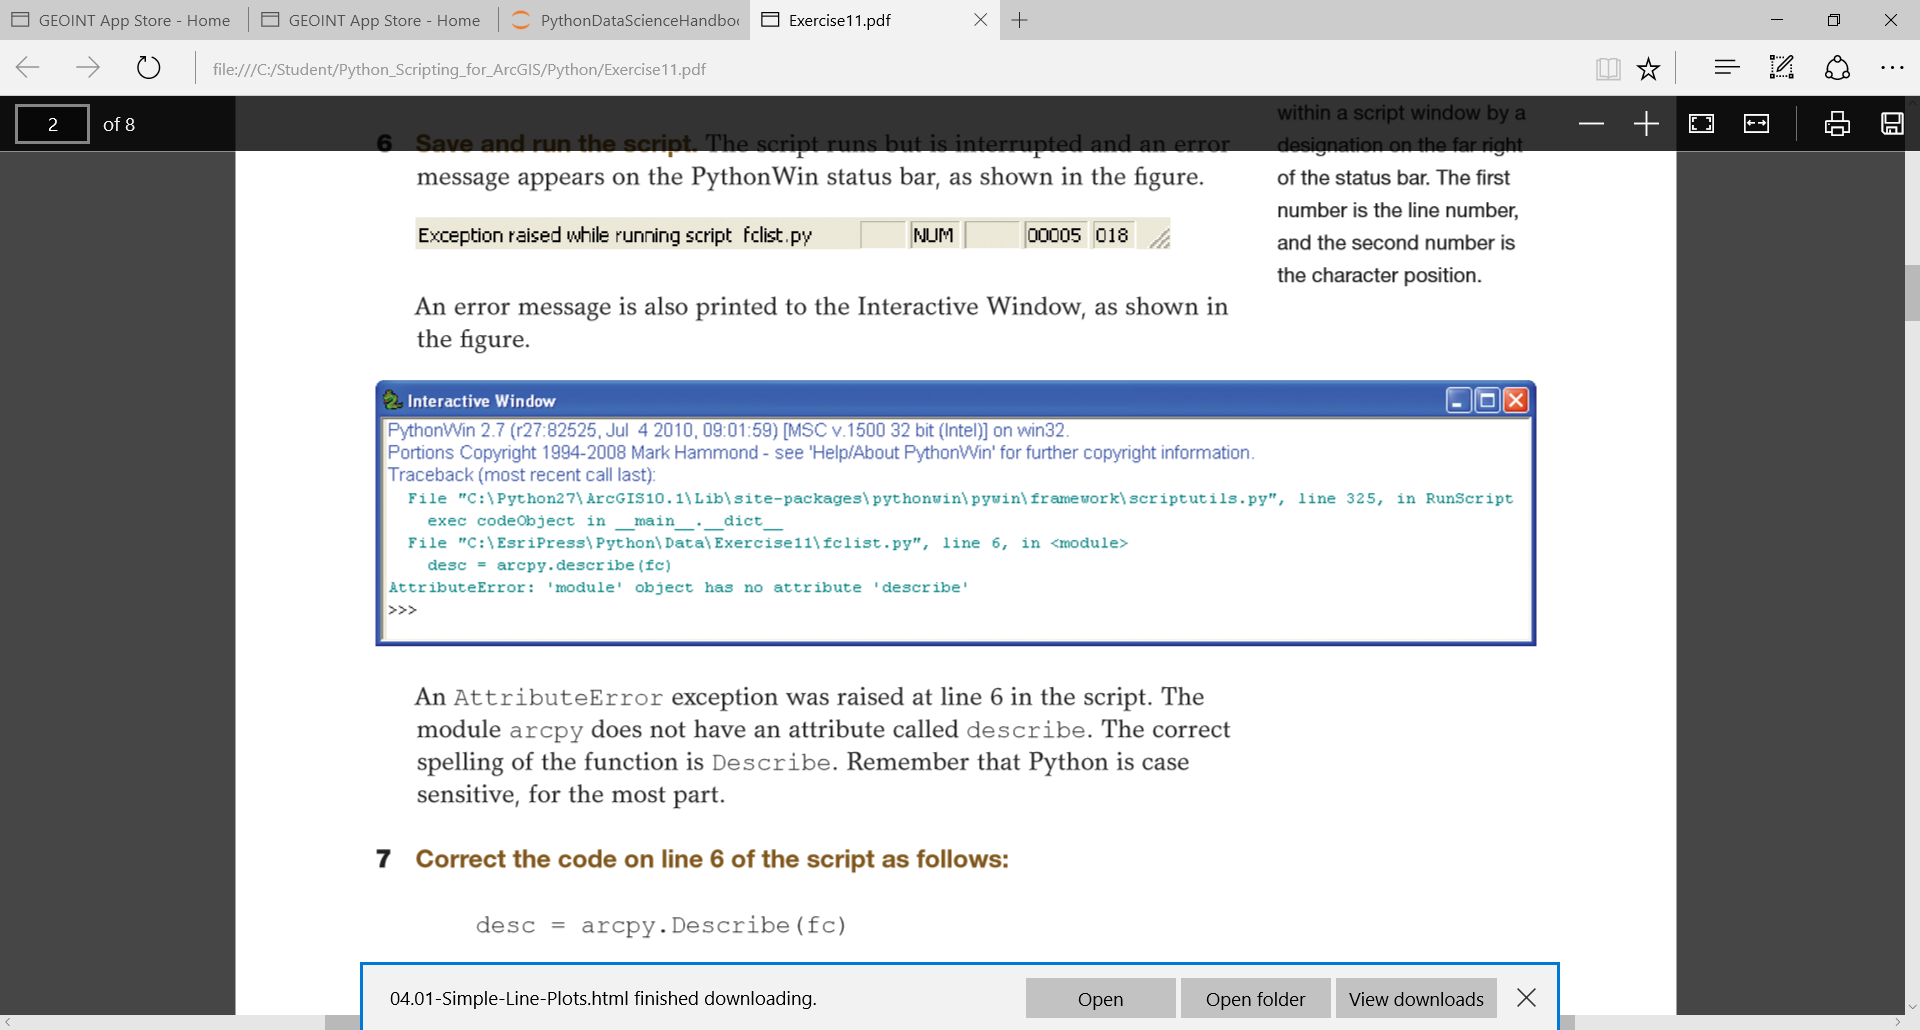 GEOINT App Store - Home
GEOINT App Store - Home
PythonDataScienceHandboo
Exercise11.pdf
file:///C:/Student/Python_Scripting_for_ArcGIS/Python/Exercise11.pdf
2 of 8
6 Save and run the script. The script runs but is interrupted and an error
message appears on the PythonWin status bar, as shown in the figure.
within a script window by a
designation on the far right
of the status bar. The first
number is the line number,
and the second number is
the character position.
Exception raised while running script fclist.py NUM 00005 018
An error message is also printed to the Interactive Window, as shown in
the figure.
Interactive Window
PythonWin 2.7 (r27:82525, Jul 4 2010, 09:01:59) [MSC v.1500 32 bit (Intel)] on win32.
Portions Copyright 1994-2008 Mark Hammond - see 'Help/About PythonWin' for further copyright information.
Traceback (most recent call last):
File "C:\Python27\ArcGIS10.1\Lib\site-packages\pythonwin\pywin\framework\scriptutils.py", line 325, in RunScript
exec codeObject in __main__.__dict__
File "C:\EsriPress\Python\Data\Exercise11\fclist.py", line 6, in <module>
desc = arcpy.describe(fc)
AttributeError: 'module' object has no attribute 'describe'
>>>
An AttributeError exception was raised at line 6 in the script. The
module arcpy does not have an attribute called describe. The correct
spelling of the function is Describe. Remember that Python is case
sensitive, for the most part.
7 Correct the code on line 6 of the script as follows:
desc = arcpy.Describe(fc)
04.01-Simple-Line-Plots.html finished downloading.
Open
Open folder
View downloads